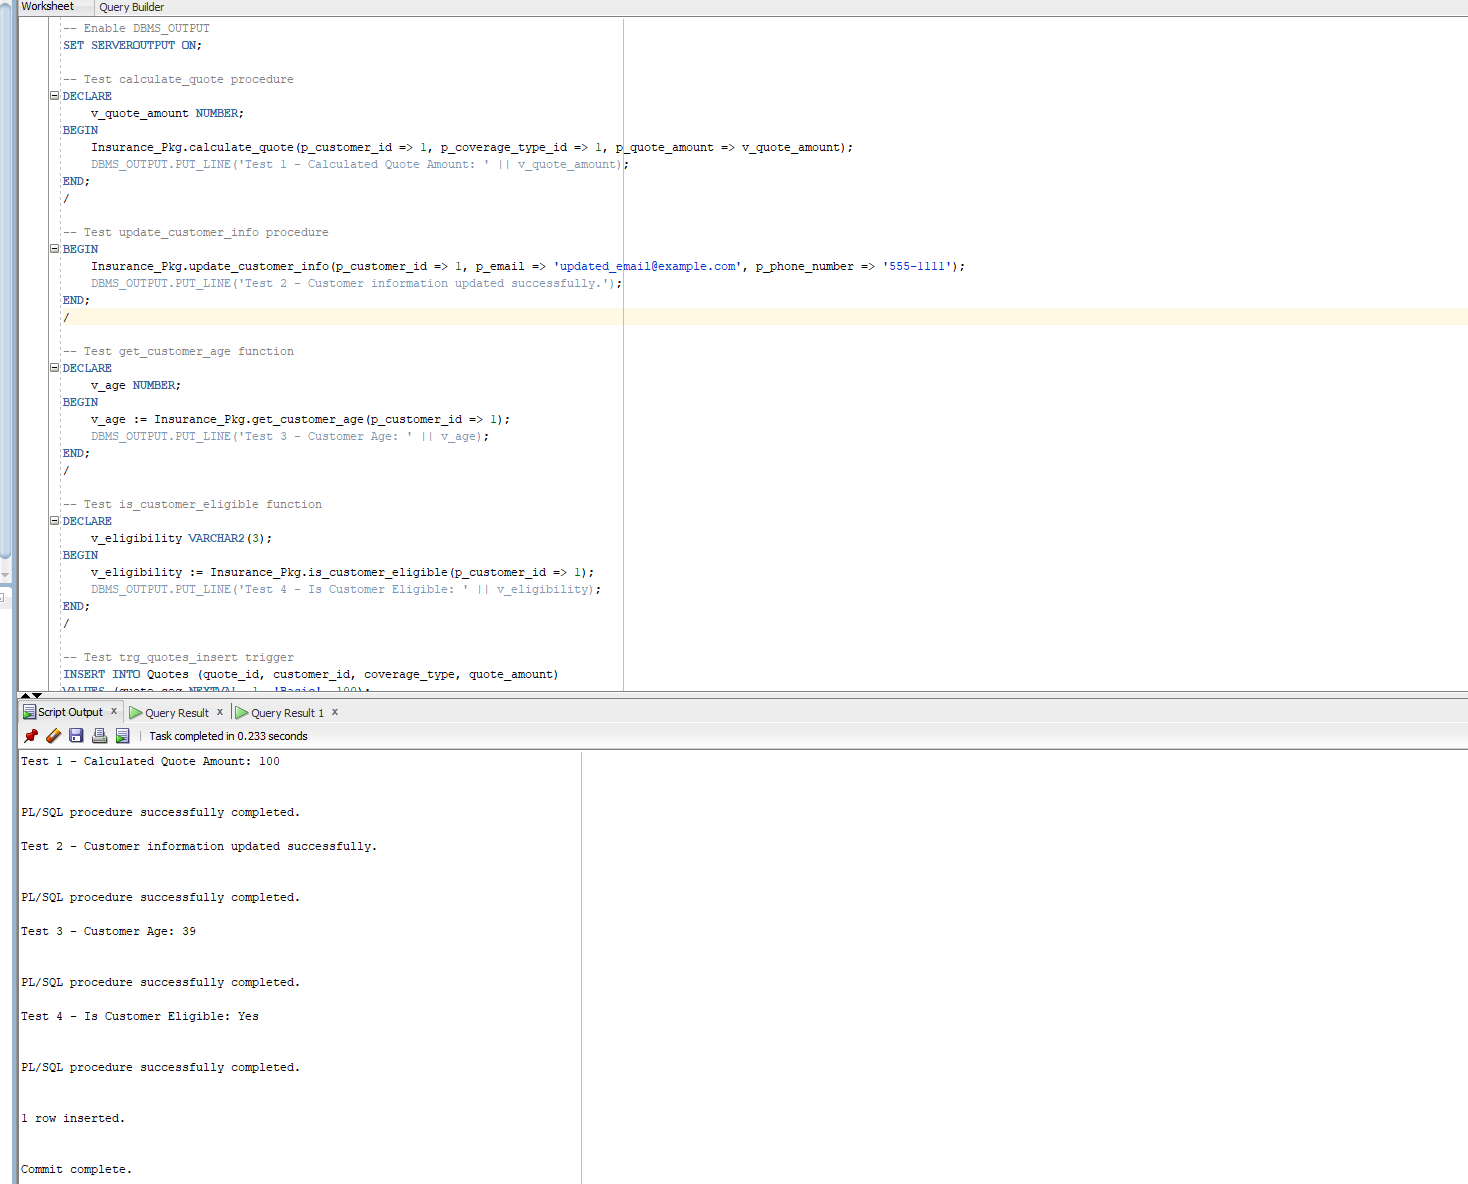 Worksheet Query Builder
-- Enable DBMS_OUTPUT
SET SERVEROUTPUT ON;
-- Test calculate_quote procedure
DECLARE
v_quote_amount NUMBER;
BEGIN
Insurance_Pkg.calculate_quote(p_customer_id => 1, p_coverage_type_id => 1, p_quote_amount => v_quote_amount);
DBMS_OUTPUT.PUT_LINE('Test 1 - Calculated Quote Amount: ' || v_quote_amount);
END;
/
-- Test update_customer_info procedure
BEGIN
Insurance_Pkg.update_customer_info(p_customer_id => 1, p_email => 'updated_email@example.com', p_phone_number => '555-1111');
DBMS_OUTPUT.PUT_LINE('Test 2 - Customer information updated successfully.');
END;
/
-- Test get_customer_age function
DECLARE
v_age NUMBER;
BEGIN
v_age := Insurance_Pkg.get_customer_age(p_customer_id => 1);
DBMS_OUTPUT.PUT_LINE('Test 3 - Customer Age: ' || v_age);
END;
/
-- Test is_customer_eligible function
DECLARE
v_eligibility VARCHAR2(3);
BEGIN
v_eligibility := Insurance_Pkg.is_customer_eligible(p_customer_id => 1);
DBMS_OUTPUT.PUT_LINE('Test 4 - Is Customer Eligible: ' || v_eligibility);
END;
/
-- Test trg_quotes_insert trigger
INSERT INTO Quotes (quote_id, customer_id, coverage_type, quote_amount)
VALUES (quote_seq.NEXTVAL, 1, 'Basic', 100);
Script Output x Query Result x Query Result 1 x
Task completed in 0.233 seconds
Test 1 - Calculated Quote Amount: 100
PL/SQL procedure successfully completed.
Test 2 - Customer information updated successfully.
PL/SQL procedure successfully completed.
Test 3 - Customer Age: 39
PL/SQL procedure successfully completed.
Test 4 - Is Customer Eligible: Yes
PL/SQL procedure successfully completed.
1 row inserted.
Commit complete.